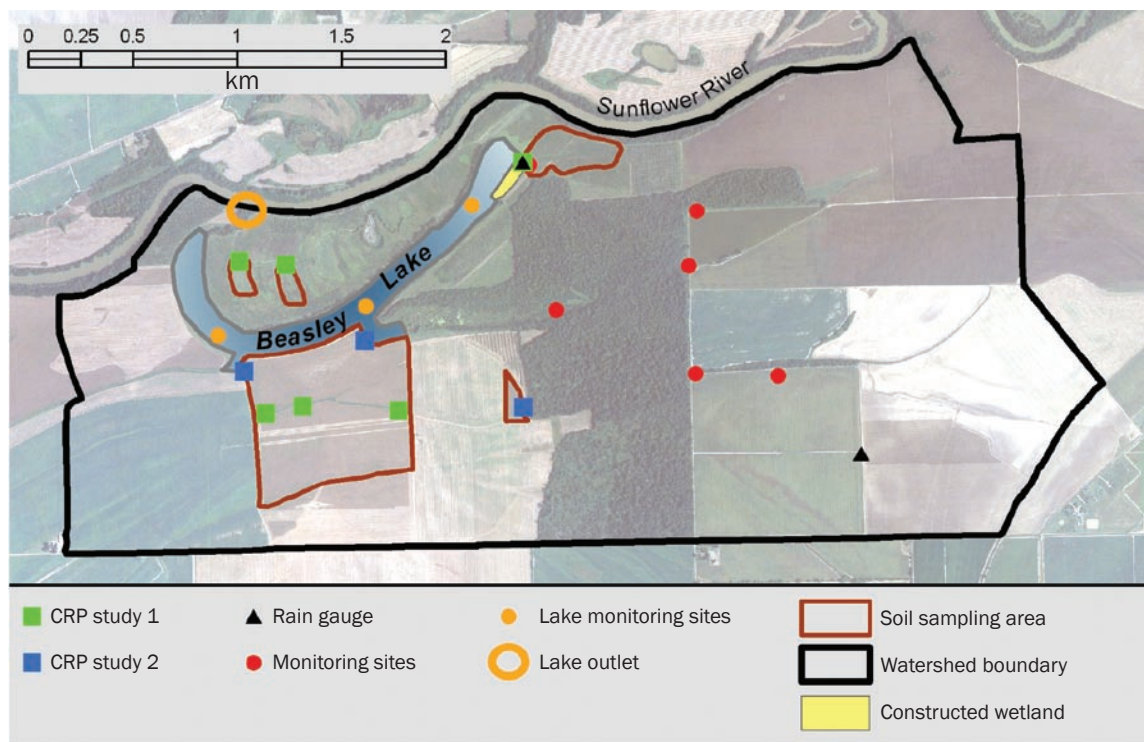 0 0.25 0.5 1 1.5 2
km
Sunflower River
Beasley Lake
CRP study 1
CRP study 2
Rain gauge
Monitoring sites
Lake monitoring sites
Lake outlet
Soil sampling area
Watershed boundary
Constructed wetland